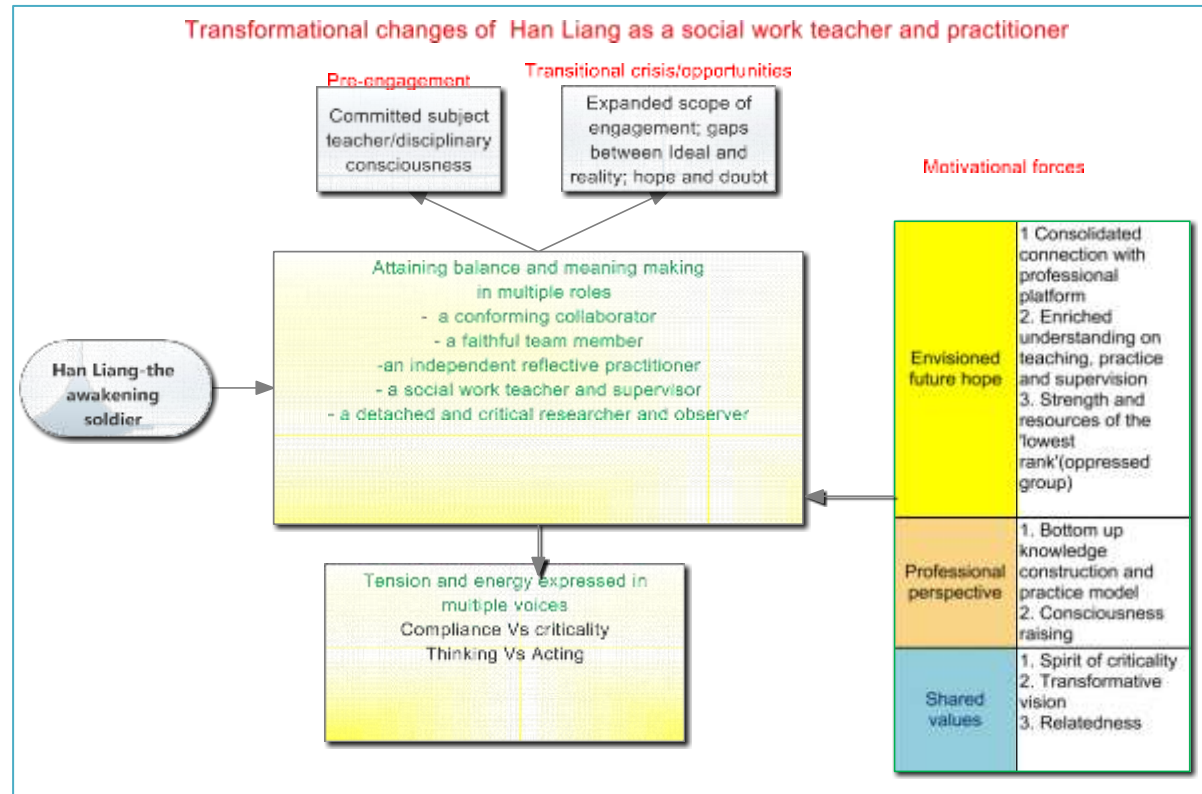 Transformational changes of Han Liang as a social work teacher and practitioner
Pre-engagement
Committed subject
teacher/disciplinary
consciousness
Transitional crisis/opportunities
Expanded scope of
engagement; gaps
between Ideal and
reality; hope and doubt
Han Liang-the
awakening
soldier
Attaining balance and meaning making
in multiple roles
- a conforming collaborator
- a faithful team member
-an independent reflective practitioner
- a social work teacher and supervisor
- a detached and critical researcher and observer
Tension and energy expressed in
multiple voices
Compliance Vs criticality
Thinking Vs Acting
Motivational forces
Envisioned
future hope
1 Consolidated
connection with
professional
platform
2. Enriched
understanding on
teaching, practice
and supervision
3. Strength and
resources of the
'lowest
rank'(oppressed
group)
Professional
perspective
1. Bottom up
knowledge
construction and
practice model
2. Consciousness
raising
Shared
values
1. Spirit of criticality
2. Transformative
vision
3. Relatedness